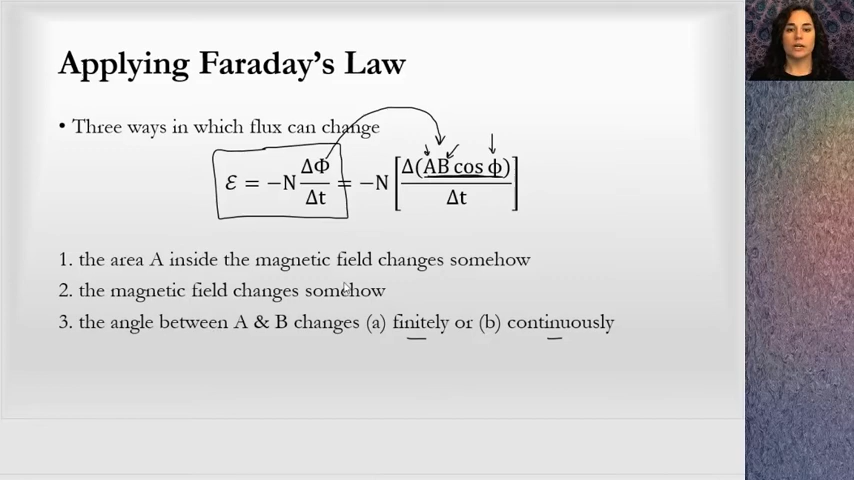 Applying Faraday's Law
• Three ways in which flux can change
ℰ = −N ΔΦ/Δt = −N [Δ(AB cos ϕ)/Δt]
1. the area A inside the magnetic field changes somehow
2. the magnetic field changes somehow
3. the angle between A & B changes (a) finitely or (b) continuously